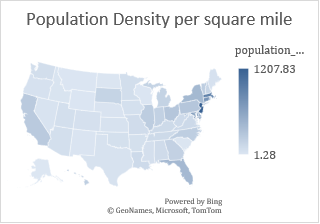 Population Density per square mile
population_...
1207.83
1.28
Powered by Bing
© GeoNames, Microsoft, TomTom